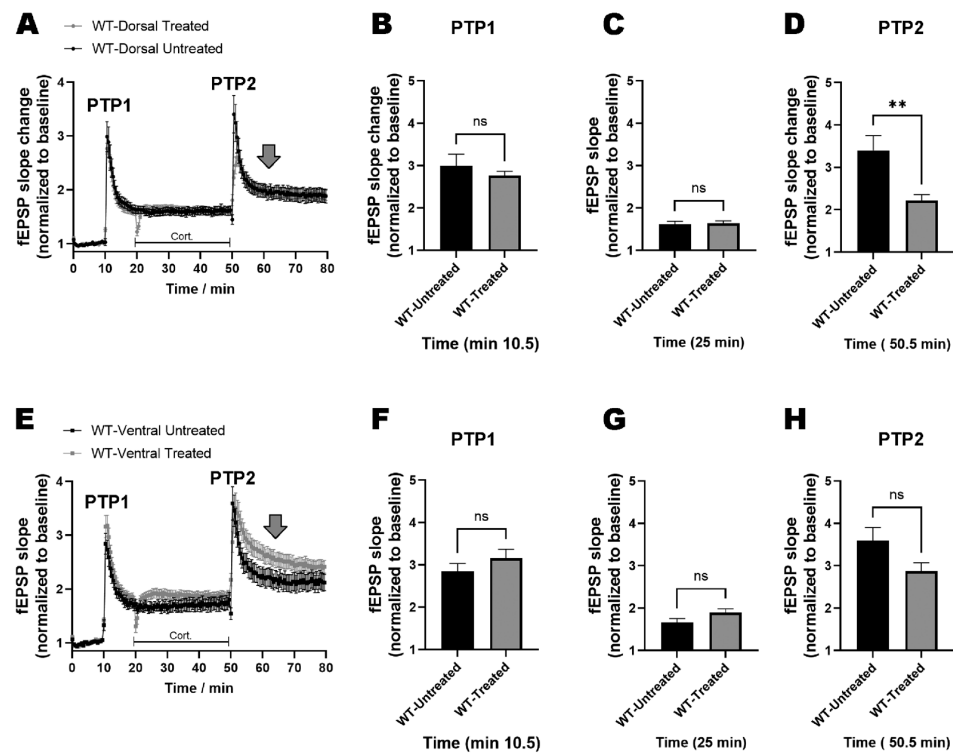 A
WT-Dorsal Treated
WT-Dorsal Untreated
fEPSP slope change
(normalized to baseline)
4
3
2
1
PTP1
PTP2
Cort.
0 10 20 30 40 50 60 70 80
Time / min
B
PTP1
fEPSP slope change
(normalized to baseline)
5
4
3
2
1
ns
WT-Untreated
WT-Treated
Time (min 10.5)
C
fEPSP slope
(normalized to baseline)
5
4
3
2
1
ns
WT-Untreated
WT-Treated
Time (25 min)
D
PTP2
fEPSP slope change
(normalized to baseline)
5
4
3
2
1
**
WT-Untreated
WT-Treated
Time ( 50.5 min)
E
WT-Ventral Untreated
WT-Ventral Treated
fEPSP slope
(normalized to baseline)
4
3
2
1
PTP1
PTP2
Cort.
0 10 20 30 40 50 60 70 80
Time / min
F
PTP1
fEPSP slope
(normalized to baseline)
5
4
3
2
1
ns
WT-Untreated
WT-Treated
Time (min 10.5)
G
fEPSP slope
(normalized to baseline)
5
4
3
2
1
ns
WT-Untreated
WT-Treated
Time (25 min)
H
PTP2
fEPSP slope
(normalized to baseline)
5
4
3
2
1
ns
WT-Untreated
WT-Treated
Time ( 50.5 min)